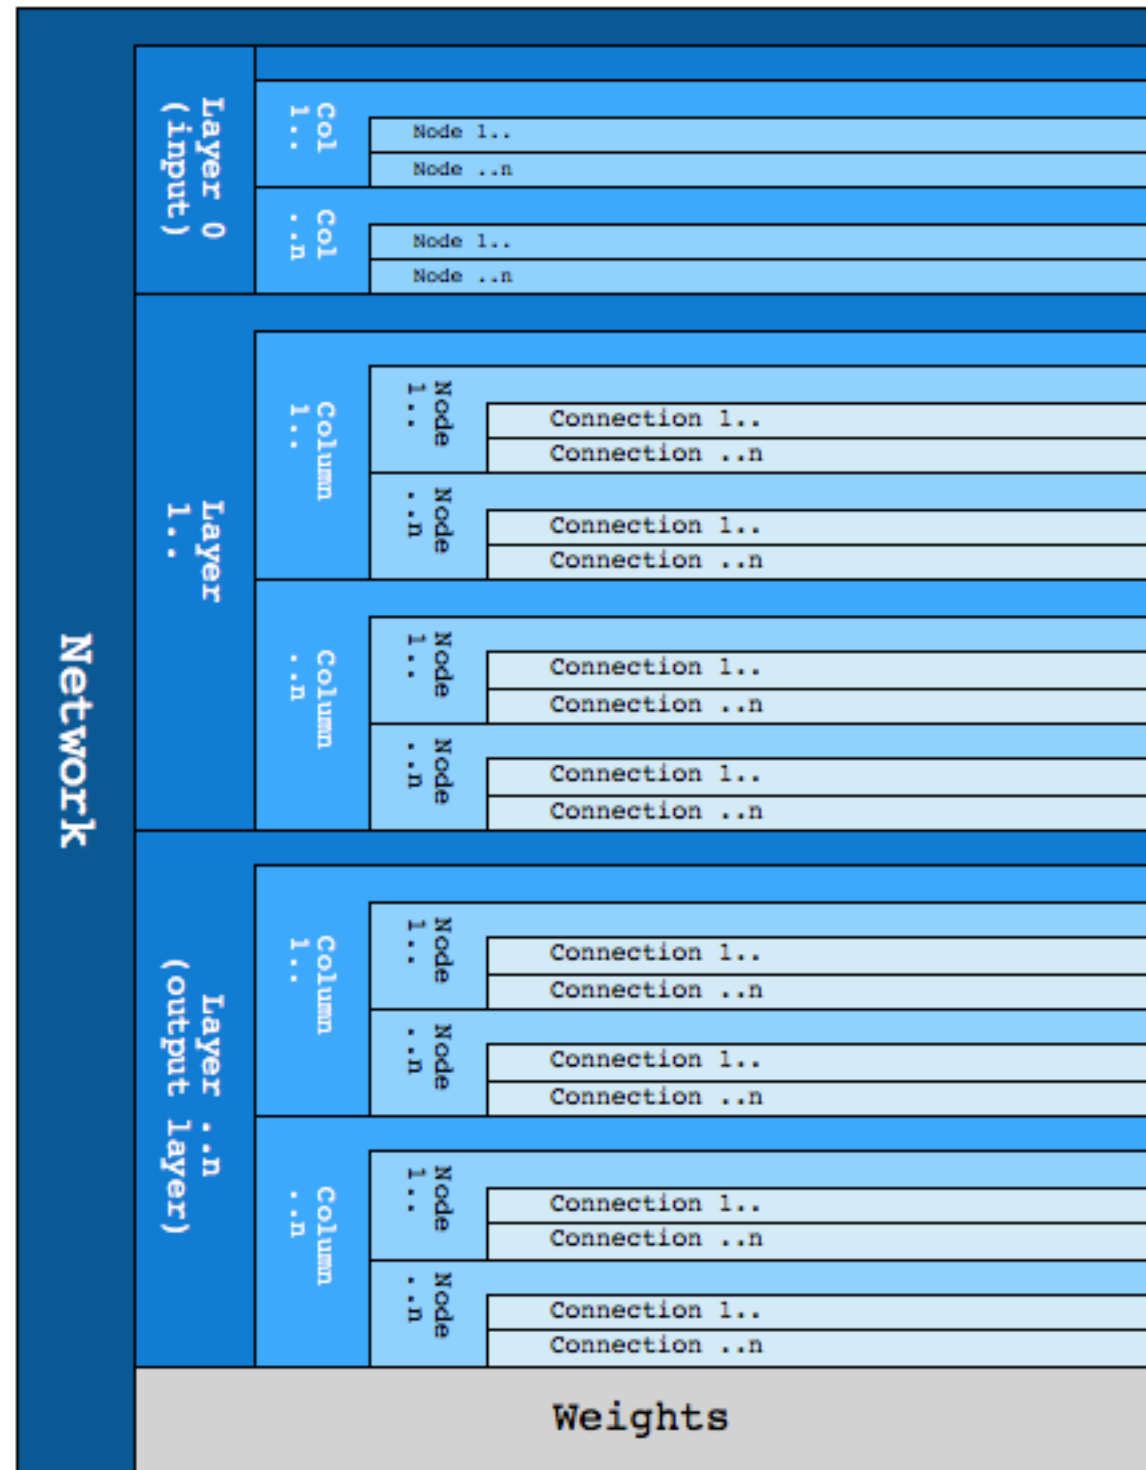 Network
Layer 0
(input)
Col
1..
Node 1..
Node ..n
Col
..n
Node 1..
Node ..n
Layer
1..
Column
1..
Node
1..
Connection 1..
Connection ..n
Node
..n
Connection 1..
Connection ..n
Column
..n
Node
1..
Connection 1..
Connection ..n
Node
..n
Connection 1..
Connection ..n
Layer ..n
(output layer)
Column
1..
Node
1..
Connection 1..
Connection ..n
Node
..n
Connection 1..
Connection ..n
Column
..n
Node
1..
Connection 1..
Connection ..n
Node
..n
Connection 1..
Connection ..n
Weights